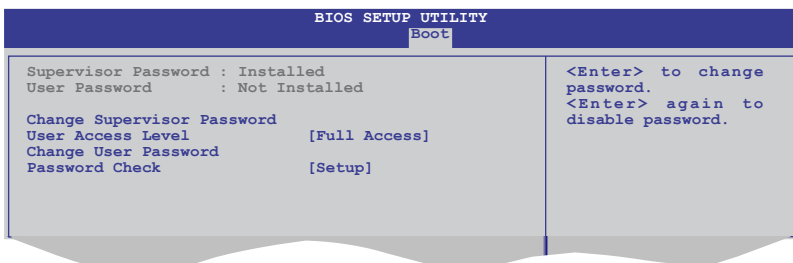 BIOS SETUP UTILITY
Boot
Supervisor Password : Installed
User Password : Not Installed
Change Supervisor Password
User Access Level [Full Access]
Change User Password
Password Check [Setup]
<Enter> to change
password.
<Enter> again to
disable password.